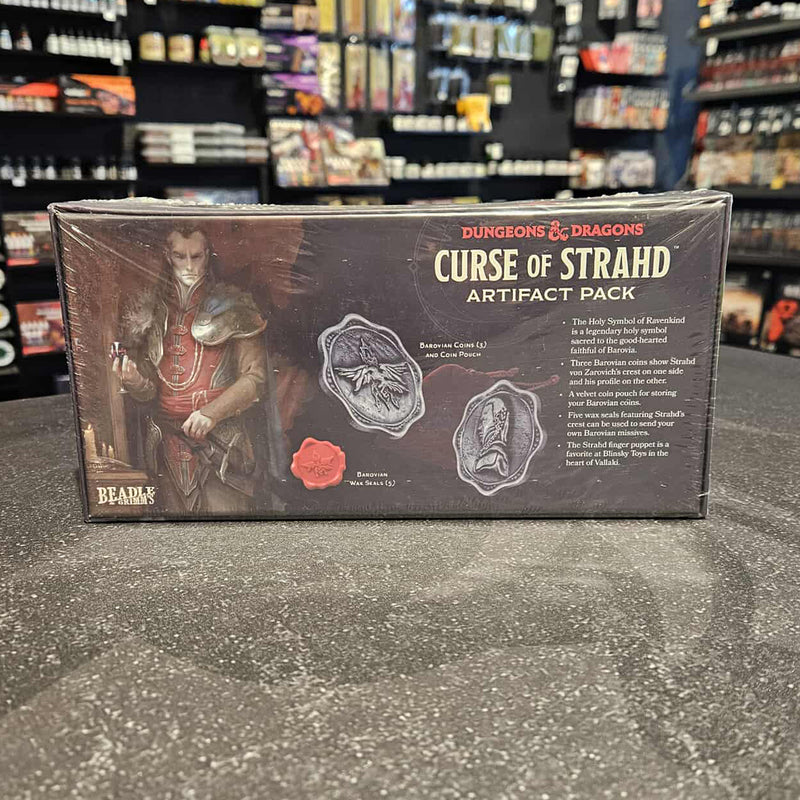 DUNGEONS & DRAGONS
CURSE OF STRAHD™
ARTIFACT PACK
BAROVIAN COINS (3)
AND COIN POUCH
• The Holy Symbol of Ravenkind
is a legendary holy symbol
sacred to the good-hearted
faithful of Barovia.
• Three Barovian coins show Strahd
von Zarovich's crest on one side
and his profile on the other.
• A velvet coin pouch for storing
your Barovian coins.
• Five wax seals featuring Strahd's
crest can be used to send your
own Barovian missives.
• The Strahd finger puppet is a
favorite at Blinsky Toys in the
heart of Vallaki.
BAROVIAN
WAX SEALS (5)
BEADLE
& GRIMM'S